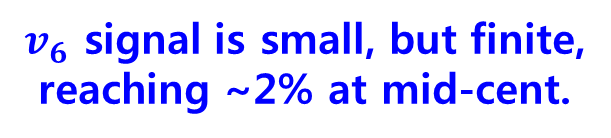 v₆ signal is small, but finite,
reaching ~2% at mid-cent.